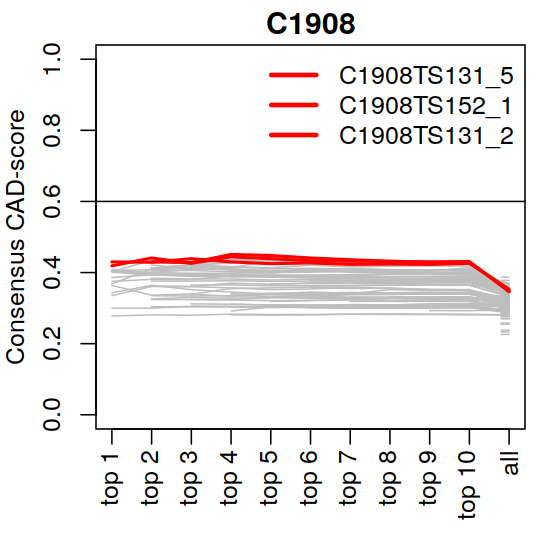 C1908
C1908TS131_5
C1908TS152_1
C1908TS131_2
Consensus CAD-score
1.0
0.8
0.6
0.4
0.2
0.0
top 1
top 2
top 3
top 4
top 5
top 6
top 7
top 8
top 9
top 10
all